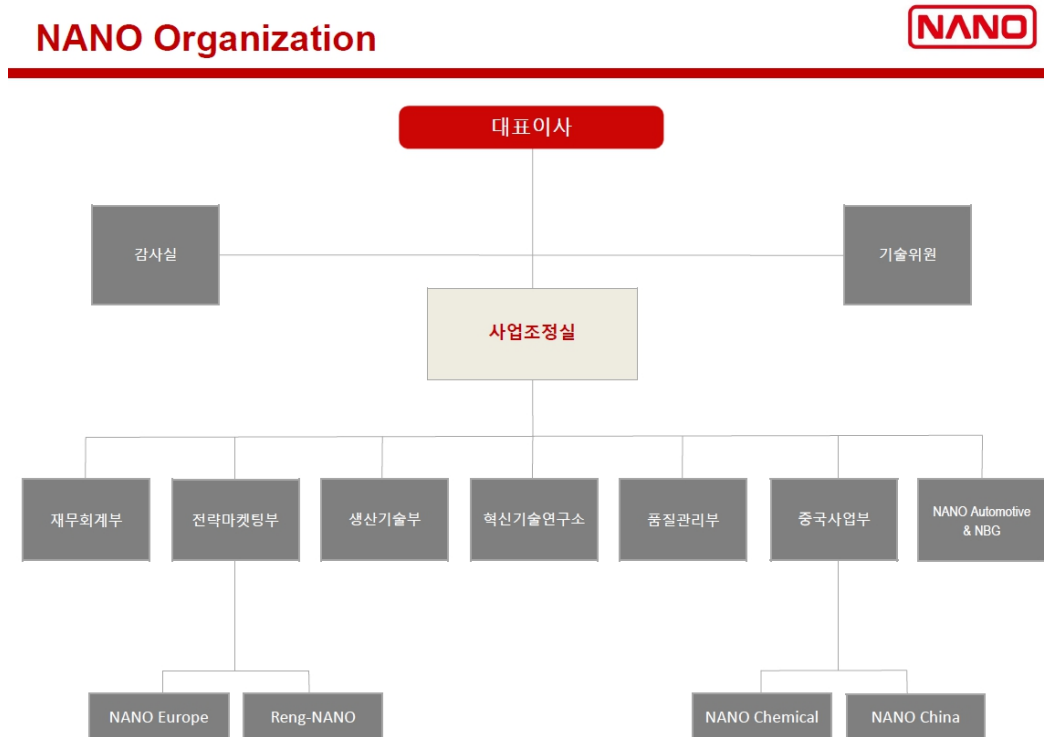 NANO Organization
NANO
대표이사
감사실
기술위원
사업조정실
재무회계부
전략마켓팅부
생산기술부
혁신기술연구소
품질관리부
중국사업부
NANO Automotive
& NBG
NANO Europe
Reng-NANO
NANO Chemical
NANO China